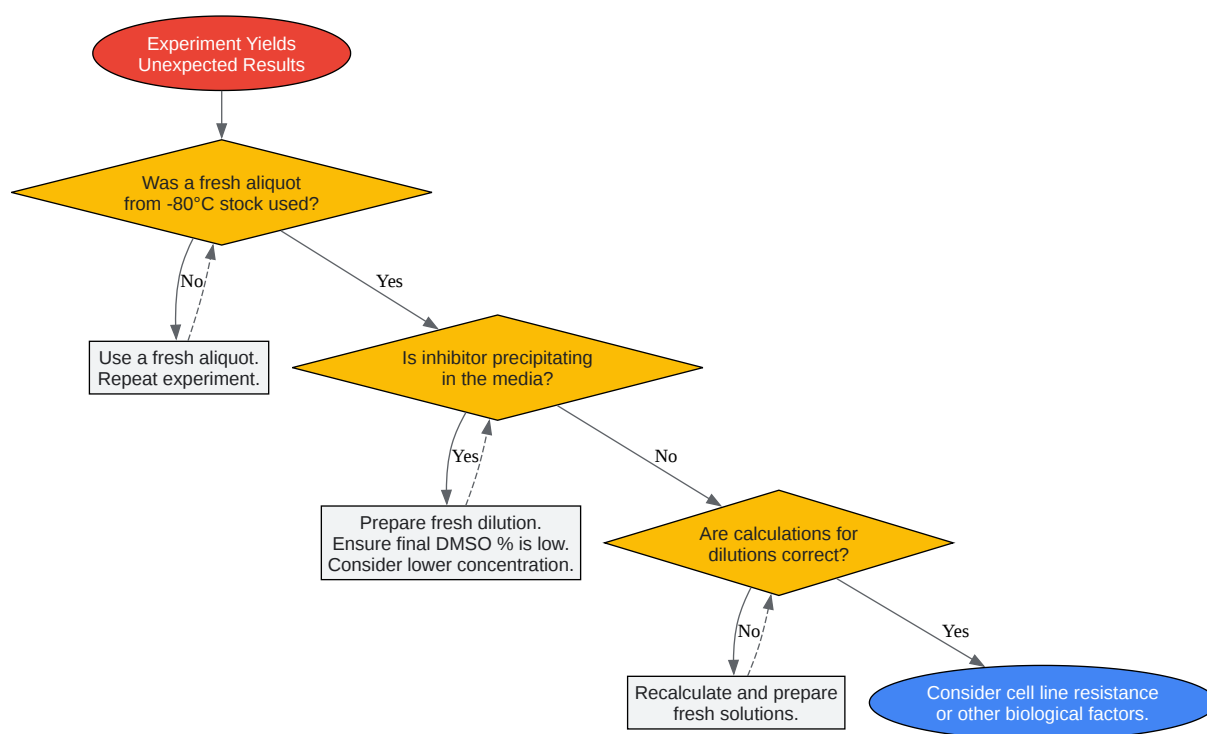 Experiment Yields
Unexpected Results
Was a fresh aliquot
from -80°C stock used?
No
Yes
Use a fresh aliquot.
Repeat experiment.
Is inhibitor precipitating
in the media?
Yes
No
Prepare fresh dilution.
Ensure final DMSO % is low.
Consider lower concentration.
Are calculations for
dilutions correct?
No
Yes
Recalculate and prepare
fresh solutions.
Consider cell line resistance
or other biological factors.